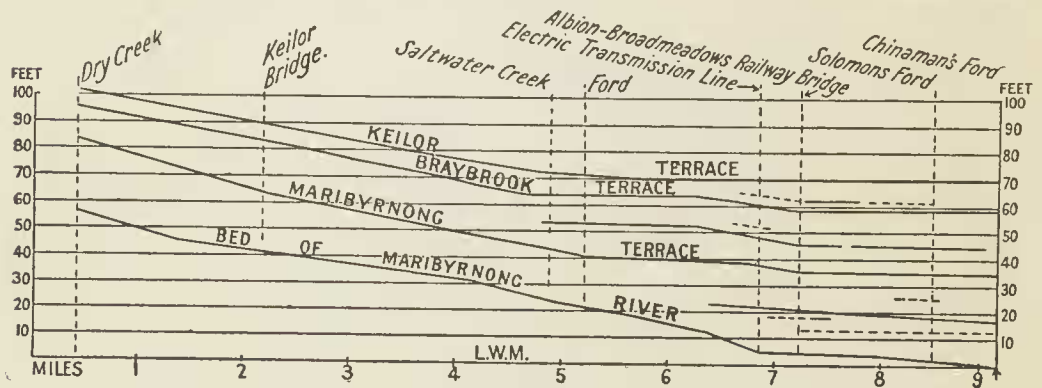 Dry Creek
Keilor
Bridge.
Saltwater Creek
Ford
Albion-Broadmeadows Railway Bridge
Electric Transmission Line→
Solomons Ford
Chinaman's Ford
FEET
100
90
80
70
60
50
40
30
20
10
FEET
100
90
80
70
60
50
40
30
20
10
KEILOR TERRACE
BRAYBROOK TERRACE
MARIBYRNONG TERRACE
BED OF MARIBYRNONG RIVER
L.W.M.
MILES 1 2 3 4 5 6 7 8 9